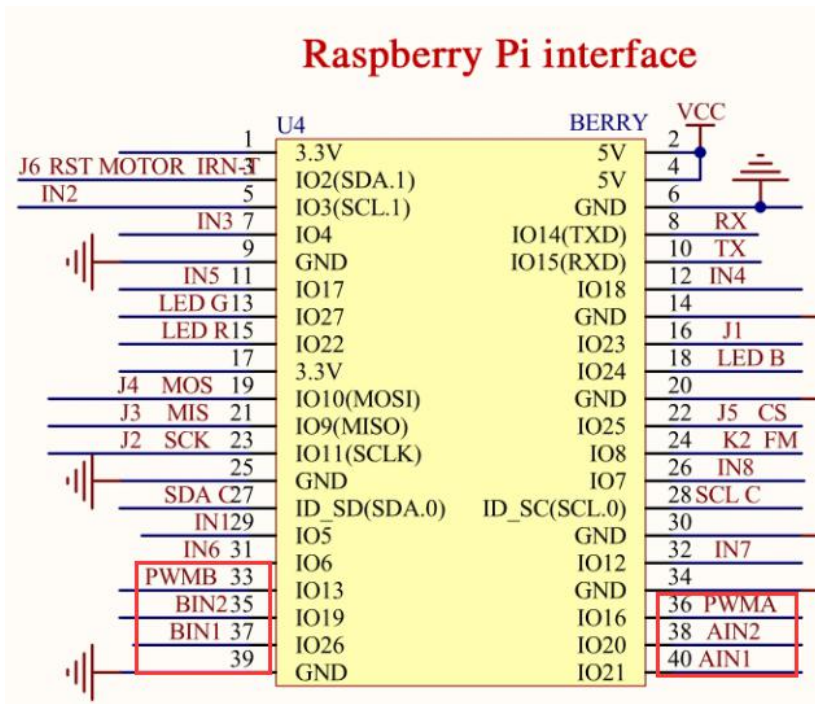 Raspberry Pi interface
VCC
U4 BERRY
1 3.3V 5V 2
J6 RST MOTOR IRN-T 3 IO2(SDA.1) 5V 4
IN2 5 IO3(SCL.1) GND 6
IN3 7 IO4 IO14(TXD) 8 RX
9 GND IO15(RXD) 10 TX
IN5 11 IO17 IO18 12 IN4
LED G 13 IO27 GND 14
LED R 15 IO22 IO23 16 J1
17 3.3V IO24 18 LED B
J4 MOS 19 IO10(MOSI) GND 20
J3 MIS 21 IO9(MISO) IO25 22 J5 CS
J2 SCK 23 IO11(SCLK) IO8 24 K2 FM
25 GND IO7 26 IN8
SDA C 27 ID_SD(SDA.0) ID_SC(SCL.0) 28 SCL C
IN1 29 IO5 GND 30
IN6 31 IO6 IO12 32 IN7
PWMB 33 IO13 GND 34
BIN2 35 IO19 IO16 36 PWMA
BIN1 37 IO26 IO20 38 AIN2
39 GND IO21 40 AIN1